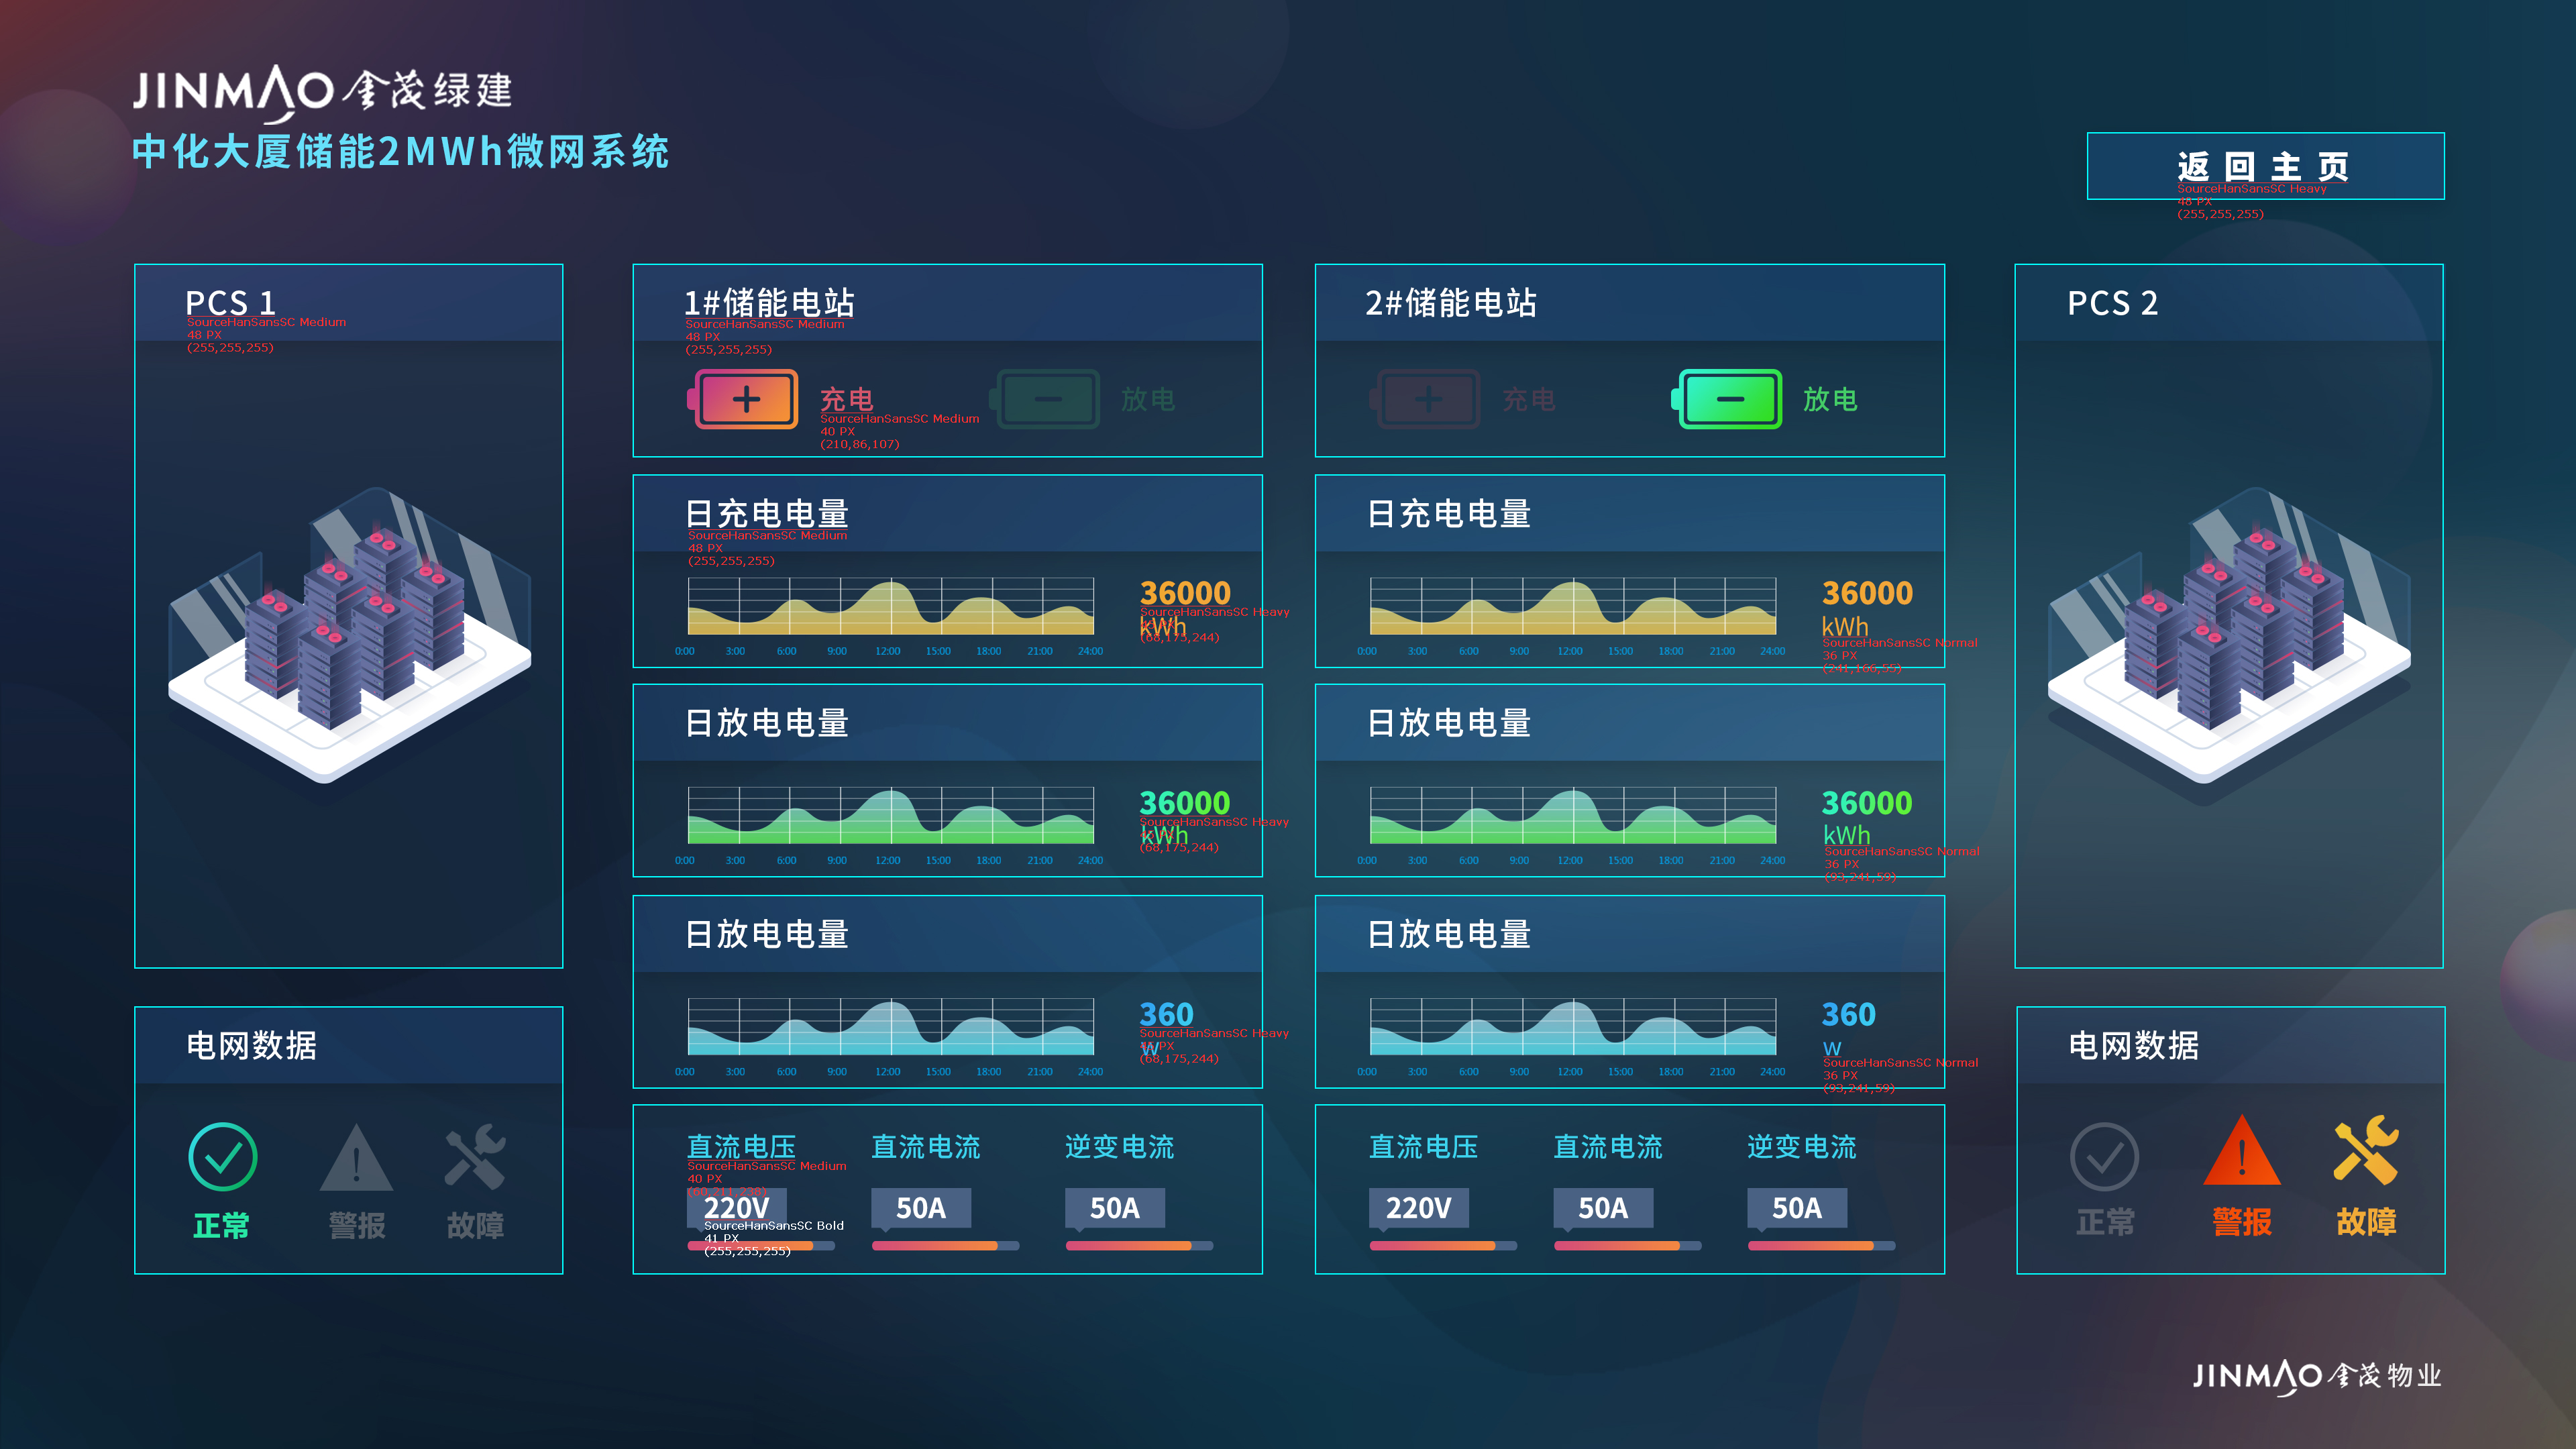 JINMAO 金茂绿建
中化大厦储能2MWh微网系统
返回主页
SourceHanSansSC Heavy
48 PX
(255,255,255)
PCS 1
SourceHanSansSC Medium
48 PX
(255,255,255)
1#储能电站
SourceHanSansSC Medium
48 PX
(255,255,255)
充电
SourceHanSansSC Medium
40 PX
(210,86,107)
放电
2#储能电站
充电
放电
PCS 2
日充电电量
SourceHanSansSC Medium
48 PX
(255,255,255)
0:00 3:00 6:00 9:00 12:00 15:00 18:00 21:00 24:00
36000
SourceHanSansSC Heavy
kWh
(68,175,244)
日充电电量
0:00 3:00 6:00 9:00 12:00 15:00 18:00 21:00 24:00
36000
kWh
SourceHanSansSC Normal
36 PX
(241,166,55)
日放电电量
0:00 3:00 6:00 9:00 12:00 15:00 18:00 21:00 24:00
36000
SourceHanSansSC Heavy
kWh
(68,175,244)
日放电电量
0:00 3:00 6:00 9:00 12:00 15:00 18:00 21:00 24:00
36000
kWh
SourceHanSansSC Normal
36 PX
(93,241,59)
日放电电量
0:00 3:00 6:00 9:00 12:00 15:00 18:00 21:00 24:00
360
SourceHanSansSC Heavy
W
(68,175,244)
日放电电量
0:00 3:00 6:00 9:00 12:00 15:00 18:00 21:00 24:00
360
W
SourceHanSansSC Normal
36 PX
(93,241,59)
电网数据
正常
警报
故障
直流电压
SourceHanSansSC Medium
40 PX
220V
SourceHanSansSC Bold
41 PX
(255,255,255)
直流电流
50A
逆变电流
50A
直流电压
220V
直流电流
50A
逆变电流
50A
电网数据
正常
警报
故障
JINMAO 金茂物业